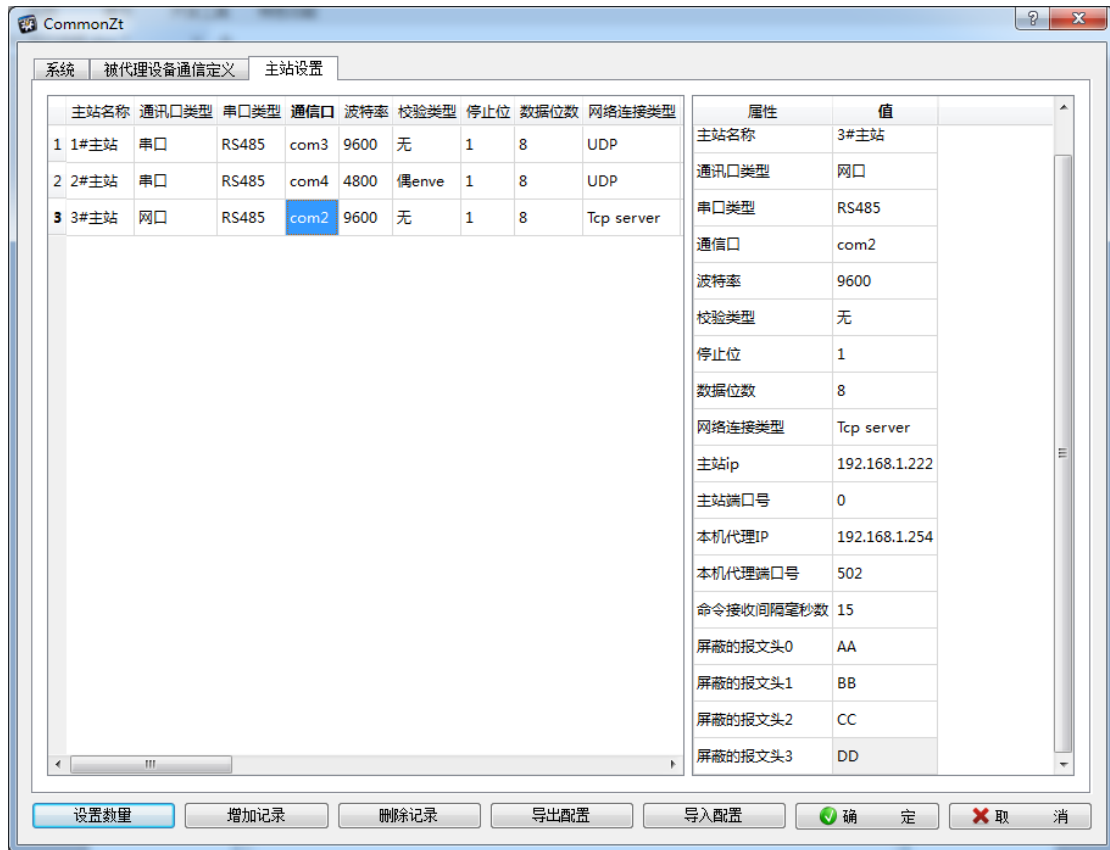 CommonZt
系统 被代理设备通信定义 主站设置
主站名称 通讯口类型 串口类型 通信口 波特率 校验类型 停止位 数据位数 网络连接类型
1 1#主站 串口 RS485 com3 9600 无 1 8 UDP
2 2#主站 串口 RS485 com4 4800 偶enve 1 8 UDP
3 3#主站 网口 RS485 com2 9600 无 1 8 Tcp server
属性 值
主站名称 3#主站
通讯口类型 网口
串口类型 RS485
通信口 com2
波特率 9600
校验类型 无
停止位 1
数据位数 8
网络连接类型 Tcp server
主站ip 192.168.1.222
主站端口号 0
本机代理IP 192.168.1.254
本机代理端口号 502
命令接收间隔毫秒数 15
屏蔽的报文头0 AA
屏蔽的报文头1 BB
屏蔽的报文头2 CC
屏蔽的报文头3 DD
设置数量 增加记录 删除记录 导出配置 导入配置 确 定 取 消